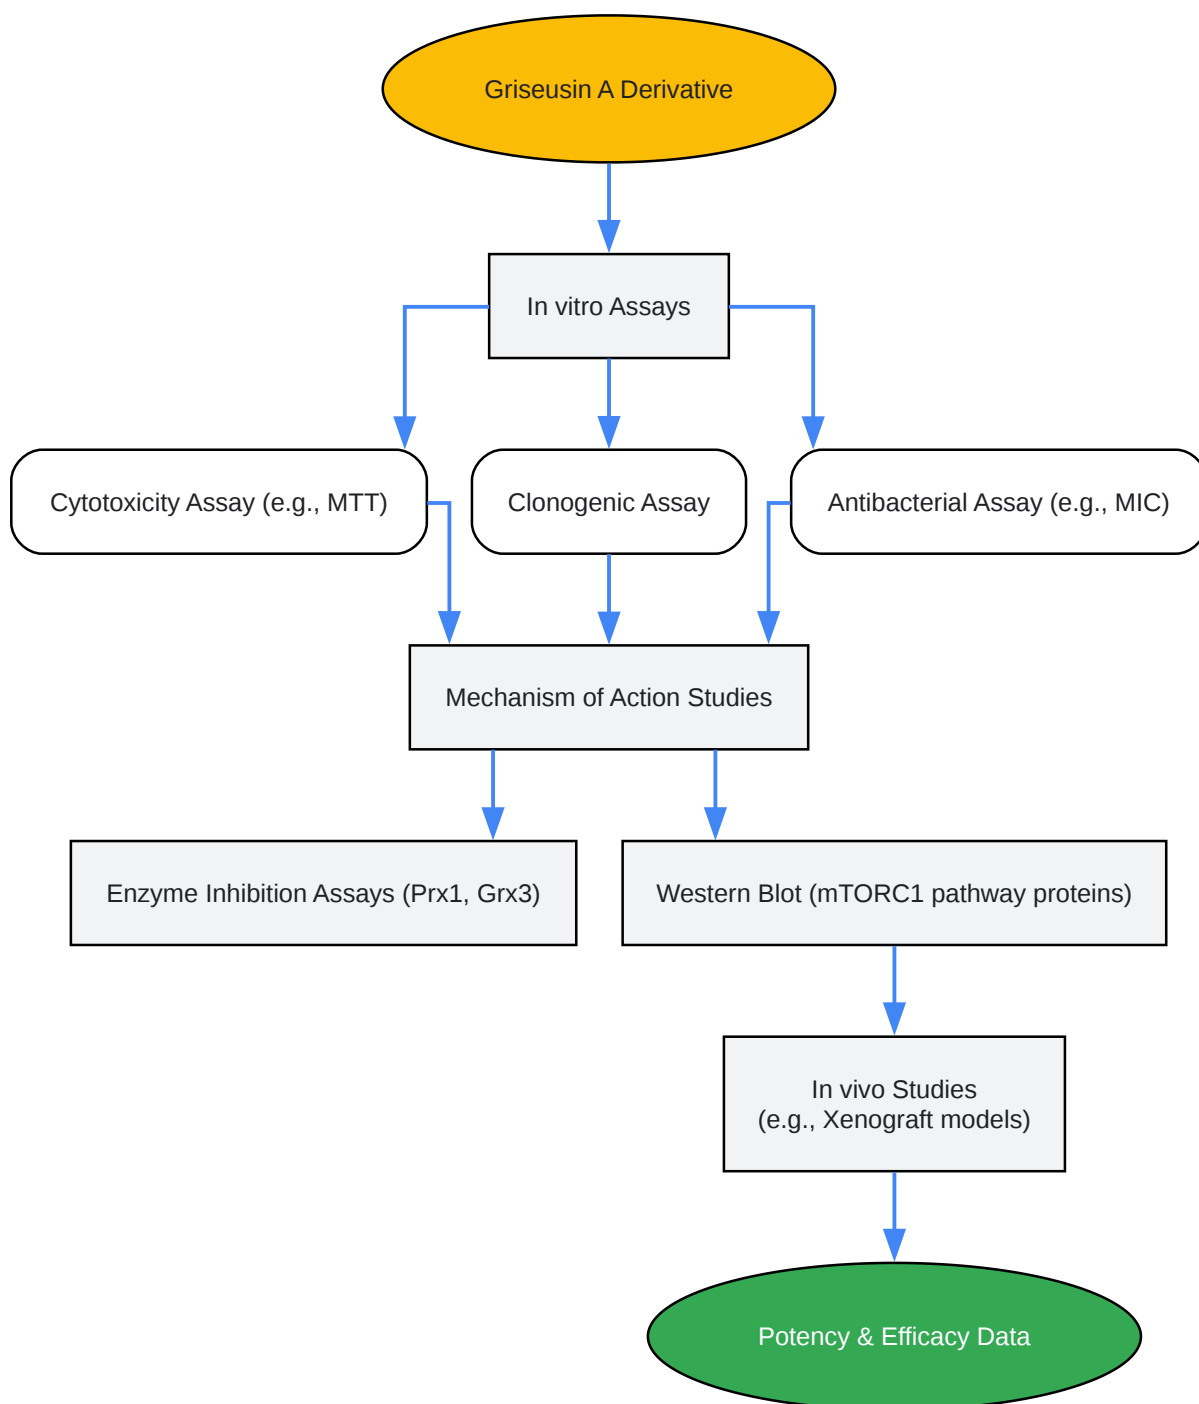 Griseusin A Derivative
In vitro Assays
Cytotoxicity Assay (e.g., MTT)
Clonogenic Assay
Antibacterial Assay (e.g., MIC)
Mechanism of Action Studies
Enzyme Inhibition Assays (Prx1, Grx3)
Western Blot (mTORC1 pathway proteins)
In vivo Studies
(e.g., Xenograft models)
Potency & Efficacy Data